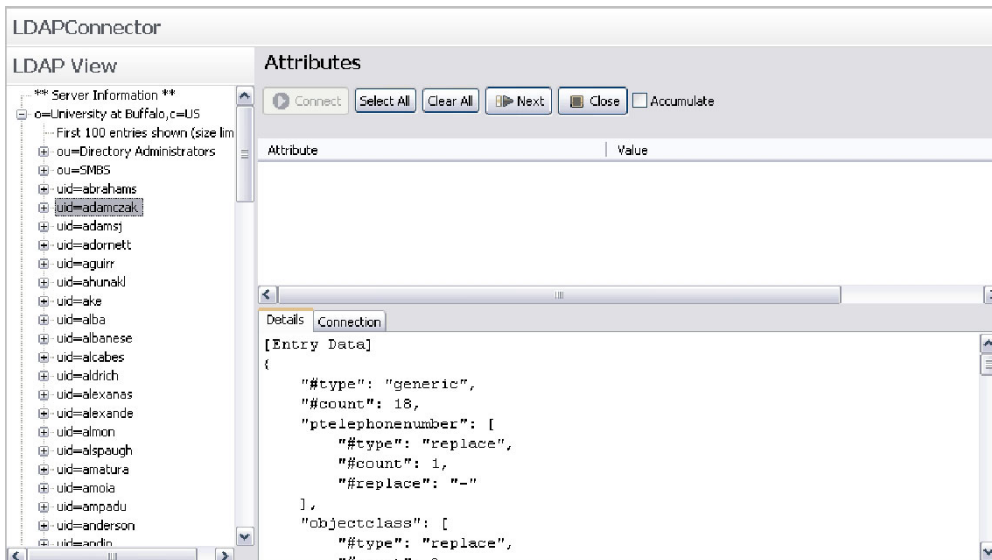 LDAPConnector
LDAP View
** Server Information **
o=University at Buffalo,c=US
First 100 entries shown (size lim
ou=Directory Administrators
ou=SMBS
uid=abrahams
uid=adamczak
uid=adamsj
uid=adornett
uid=aguirr
uid=ahunakl
uid=ake
uid=alba
uid=albanese
uid=alcabes
uid=aldrich
uid=alexanas
uid=alexande
uid=almon
uid=alspaugh
uid=amatura
uid=amoia
uid=ampadu
uid=anderson
uid=andin
Attributes
Connect Select All Clear All Next Close Accumulate
Attribute Value
Details Connection
[Entry Data]
{
"#type": "generic",
"#count": 18,
"ptelephonenumber": [
"#type": "replace",
"#count": 1,
"#replace": "-"
],
"objectclass": [
"#type": "replace",